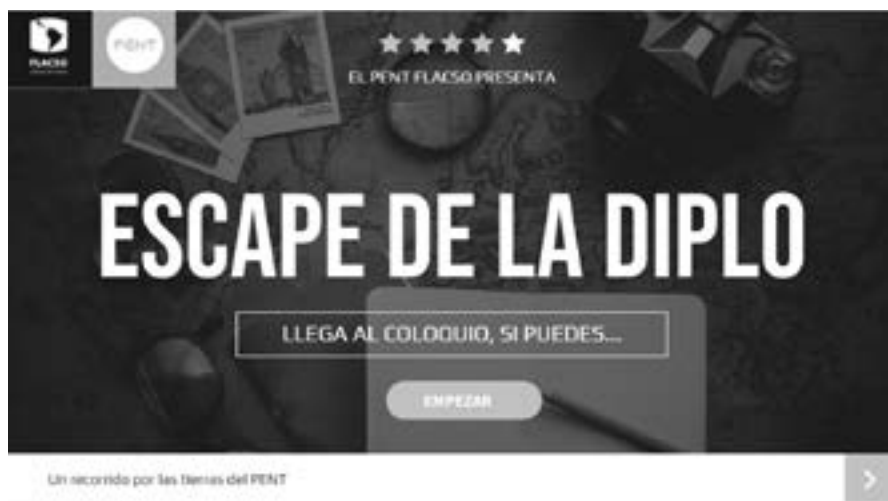 FLACSO
PENT
EL PENT FLACSO PRESENTA
ESCAPE DE LA DIPLO
LLEGA AL COLOQUIO, SI PUEDES...
EMPEZAR
Un recorrido por las tierras del PENT